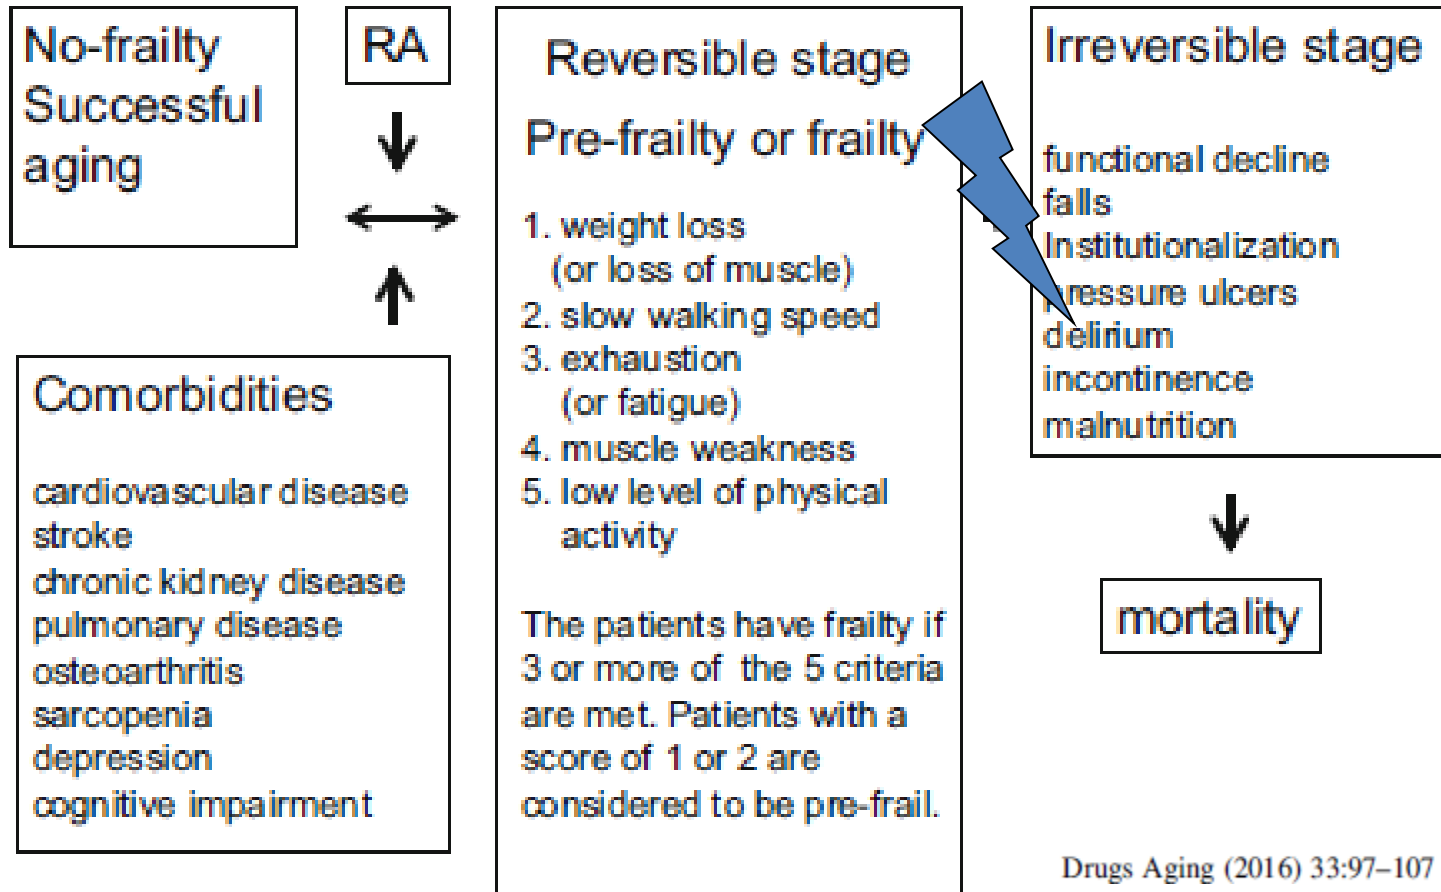 No-frailty
Successful
aging
RA
Comorbidities
cardiovascular disease
stroke
chronic kidney disease
pulmonary disease
osteoarthritis
sarcopenia
depression
cognitive impairment
Reversible stage
Pre-frailty or frailty
1. weight loss
(or loss of muscle)
2. slow walking speed
3. exhaustion
(or fatigue)
4. muscle weakness
5. low level of physical
activity
The patients have frailty if
3 or more of the 5 criteria
are met. Patients with a
score of 1 or 2 are
considered to be pre-frail.
Irreversible stage
functional decline
falls
Institutionalization
pressure ulcers
delirium
incontinence
malnutrition
mortality
Drugs Aging (2016) 33:97–107